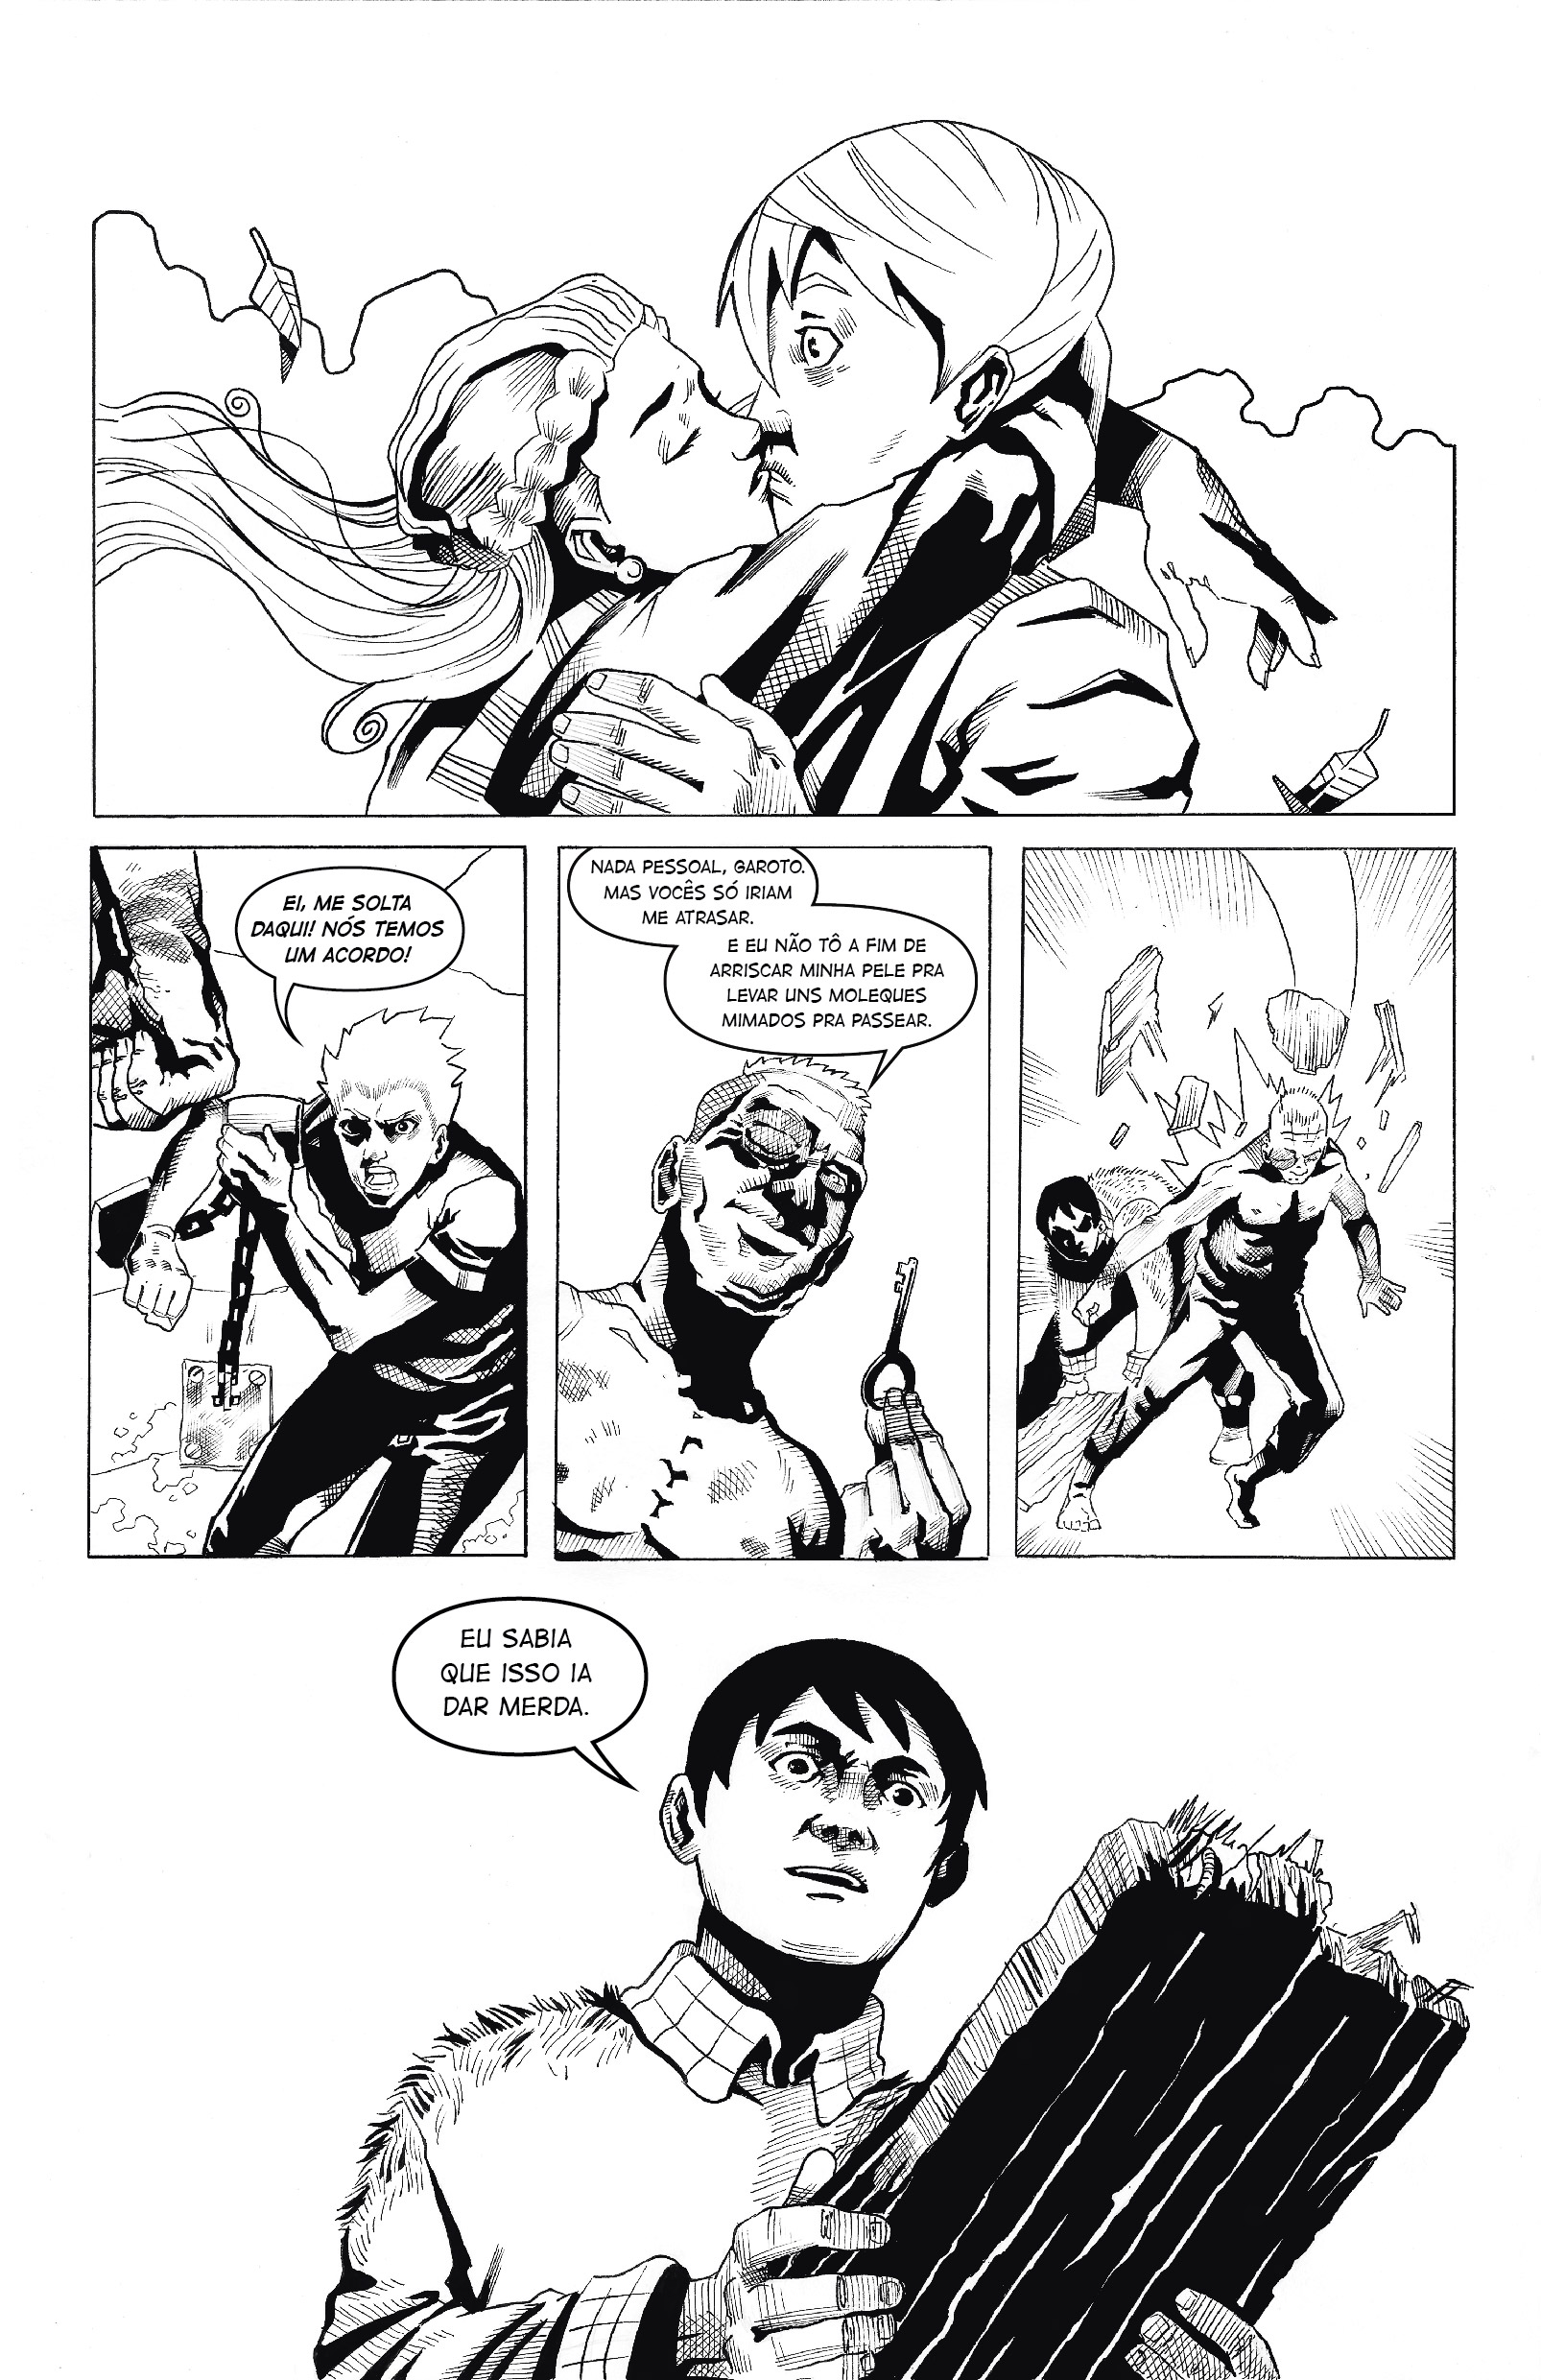 EI, ME SOLTA
DAQUI! NÓS TEMOS
UM ACORDO!
NADA PESSOAL, GAROTO.
MAS VOCÊS SÓ IRIAM
ME ATRASAR.
E EU NÃO TÔ A FIM DE
ARRISCAR MINHA PELE PRA
LEVAR UNS MOLEQUES
MIMADOS PRA PASSEAR.
EU SABIA
QUE ISSO IA
DAR MERDA.